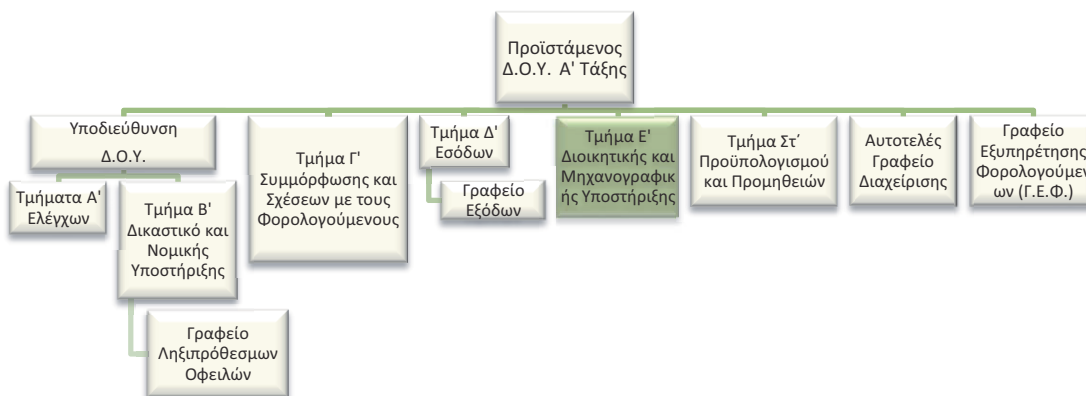 Προϊστάμενος
Δ.Ο.Υ. Α' Τάξης
Υποδιεύθυνση
Δ.Ο.Υ.
Τμήματα Α'
Ελέγχων
Τμήμα Β'
Δικαστικό και
Νομικής
Υποστήριξης
Γραφείο
Ληξιπρόθεσμων
Οφειλών
Τμήμα Γ'
Συμμόρφωσης και
Σχέσεων με τους
Φορολογούμενους
Τμήμα Δ'
Εσόδων
Γραφείο
Εξόδων
Τμήμα Ε'
Διοικητικής και
Μηχανογραφικ
ής Υποστήριξης
Τμήμα Στ΄
Προϋπολογισμού
και Προμηθειών
Αυτοτελές
Γραφείο
Διαχείρισης
Γραφείο
Εξυπηρέτησης
Φορολογούμεν
ων (Γ.Ε.Φ.)